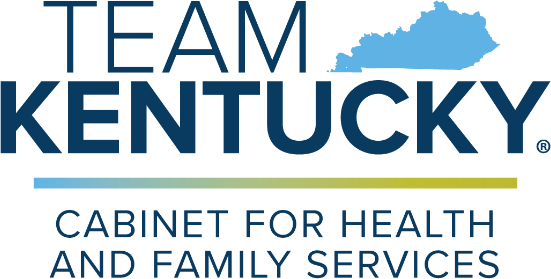 TEAM
KENTUCKY®
CABINET FOR HEALTH
AND FAMILY SERVICES